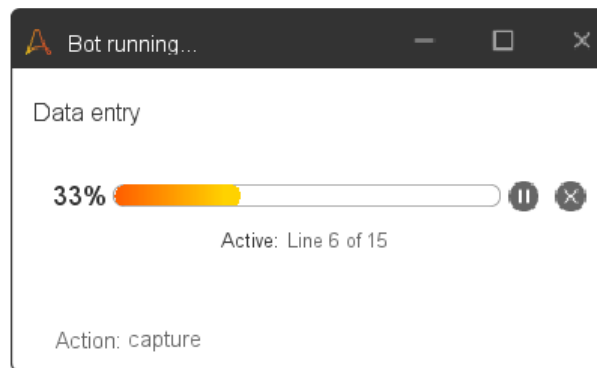 Bot running...
Data entry
33%
Active: Line 6 of 15
Action: capture